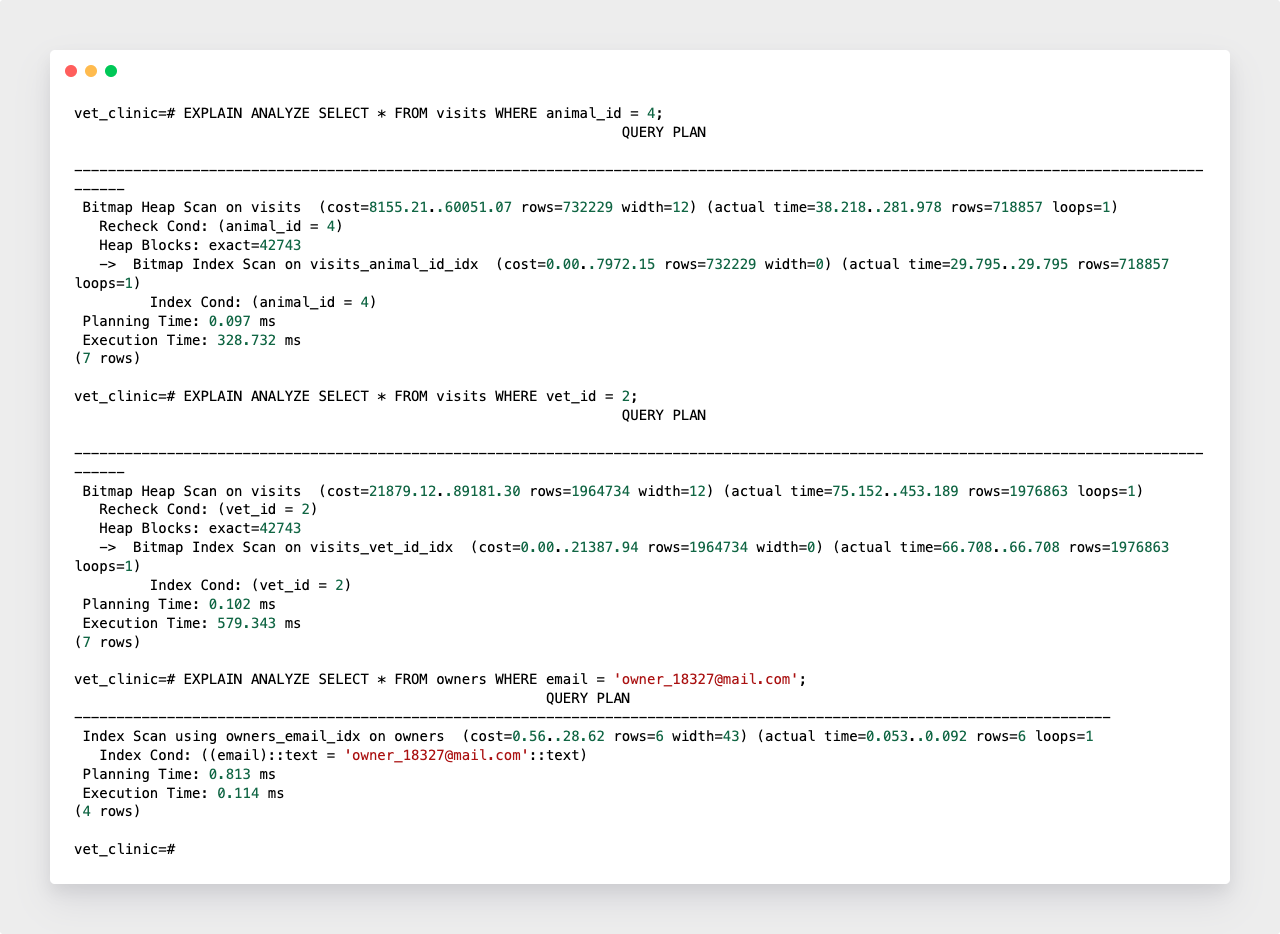 vet_clinic=# EXPLAIN ANALYZE SELECT * FROM visits WHERE animal_id = 4;
                                                                 QUERY PLAN

--------------------------------------------------------------------------------------------------------------------------------------
------
 Bitmap Heap Scan on visits  (cost=8155.21..60051.07 rows=732229 width=12) (actual time=38.218..281.978 rows=718857 loops=1)
   Recheck Cond: (animal_id = 4)
   Heap Blocks: exact=42743
   ->  Bitmap Index Scan on visits_animal_id_idx  (cost=0.00..7972.15 rows=732229 width=0) (actual time=29.795..29.795 rows=718857
loops=1)
         Index Cond: (animal_id = 4)
 Planning Time: 0.097 ms
 Execution Time: 328.732 ms
(7 rows)

vet_clinic=# EXPLAIN ANALYZE SELECT * FROM visits WHERE vet_id = 2;
                                                                 QUERY PLAN

--------------------------------------------------------------------------------------------------------------------------------------
------
 Bitmap Heap Scan on visits  (cost=21879.12..89181.30 rows=1964734 width=12) (actual time=75.152..453.189 rows=1976863 loops=1)
   Recheck Cond: (vet_id = 2)
   Heap Blocks: exact=42743
   ->  Bitmap Index Scan on visits_vet_id_idx  (cost=0.00..21387.94 rows=1964734 width=0) (actual time=66.708..66.708 rows=1976863
loops=1)
         Index Cond: (vet_id = 2)
 Planning Time: 0.102 ms
 Execution Time: 579.343 ms
(7 rows)

vet_clinic=# EXPLAIN ANALYZE SELECT * FROM owners WHERE email = 'owner_18327@mail.com';
                                                        QUERY PLAN
---------------------------------------------------------------------------------------------------------------------------
 Index Scan using owners_email_idx on owners  (cost=0.56..28.62 rows=6 width=43) (actual time=0.053..0.092 rows=6 loops=1
   Index Cond: ((email)::text = 'owner_18327@mail.com'::text)
 Planning Time: 0.813 ms
 Execution Time: 0.114 ms
(4 rows)

vet_clinic=#